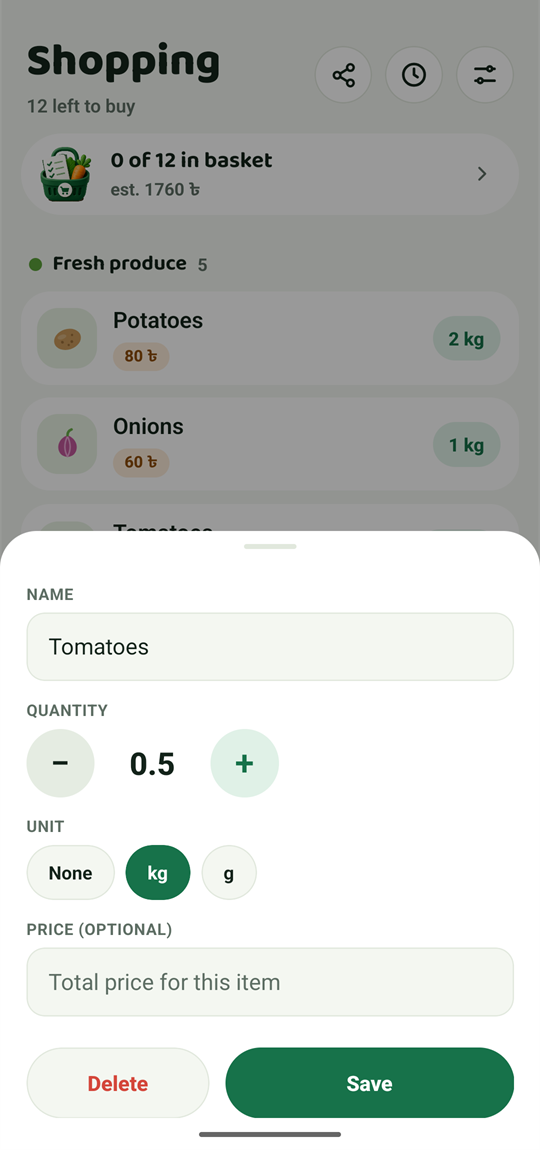 Shopping
12 left to buy
0 of 12 in basket
est. 1760 ৳
Fresh produce 5
Potatoes
80 ৳
2 kg
Onions
60 ৳
1 kg
Tomatoes
NAME
Tomatoes
QUANTITY
− 0.5 +
UNIT
None kg g
PRICE (OPTIONAL)
Total price for this item
Delete Save